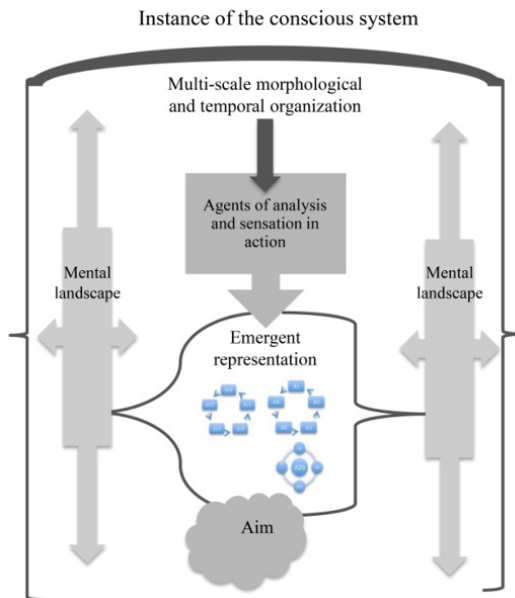 Instance of the conscious system
Multi-scale morphological
and temporal organization
Agents of analysis
and sensation in
action
Mental
landscape
Mental
landscape
Emergent
representation
Aim